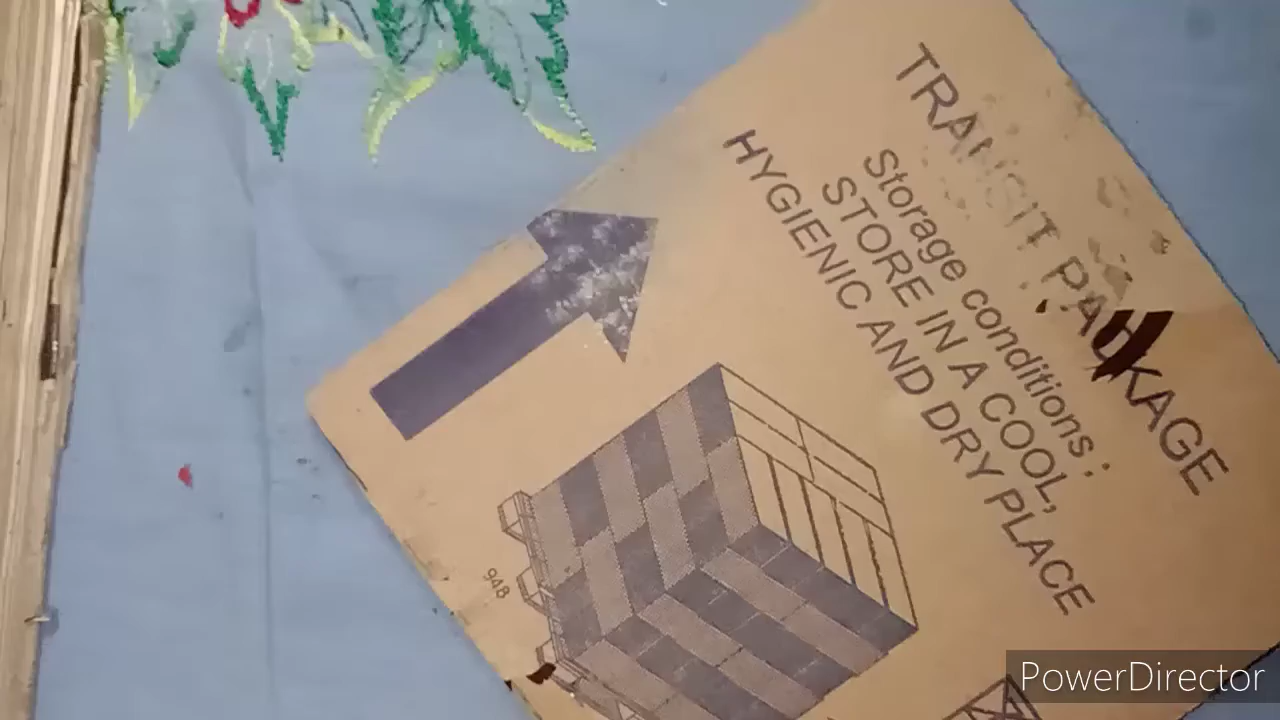 TRANSIT PACKAGE
Storage conditions :
STORE IN A COOL,
HYGIENIC AND DRY PLACE
948
PowerDirector